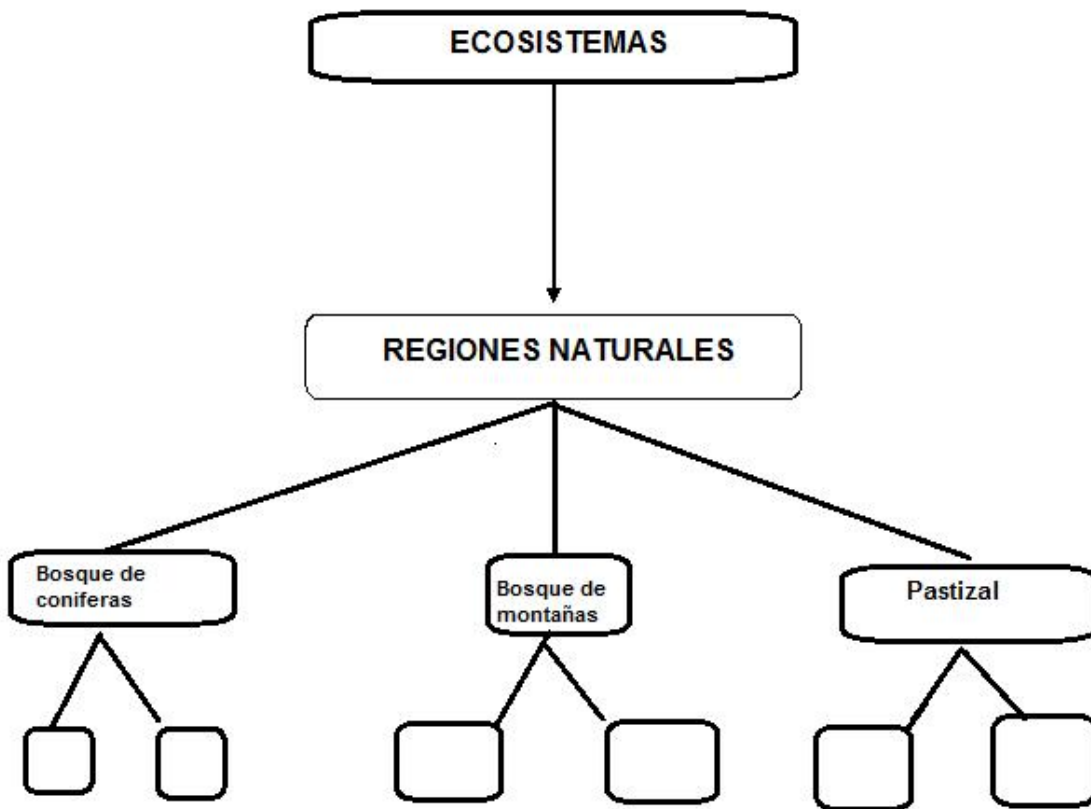 ECOSISTEMAS
REGIONES NATURALES
Bosque de
coniferas
Bosque de
montañas
Pastizal